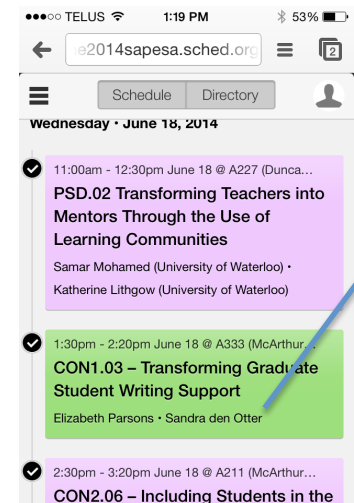 TELUS 1:19 PM 53%
e2014sapesa.sched.org 2
Schedule Directory
Wednesday • June 18, 2014
11:00am - 12:30pm June 18 @ A227 (Dunca...
PSD.02 Transforming Teachers into
Mentors Through the Use of
Learning Communities
Samar Mohamed (University of Waterloo) •
Katherine Lithgow (University of Waterloo)
1:30pm - 2:20pm June 18 @ A333 (McArthur...
CON1.03 – Transforming Graduate
Student Writing Support
Elizabeth Parsons • Sandra den Otter
2:30pm - 3:20pm June 18 @ A211 (McArthur...
CON2.06 – Including Students in the